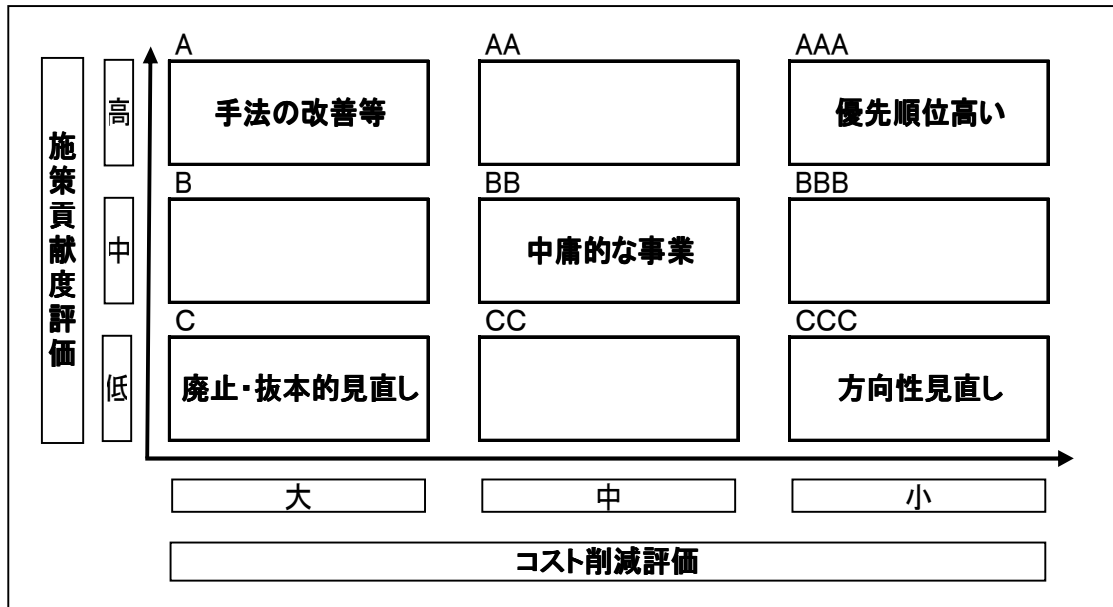 A AA AAA
高 手法の改善等 優先順位高い
施策貢献度評価
B BB BBB
中 中庸的な事業
C CC CCC
低 廃止・抜本的見直し 方向性見直し
大 中 小
コスト削減評価